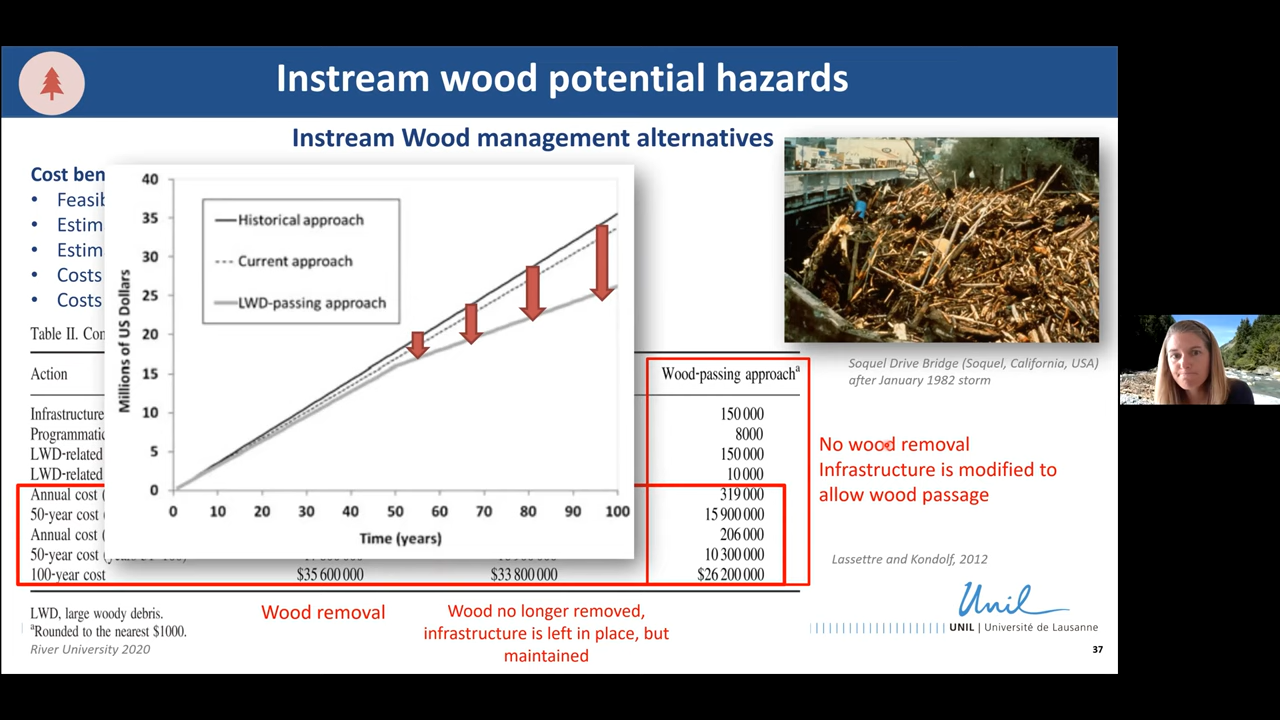 Instream wood potential hazards
Instream Wood management alternatives
Cost ben
• Feasib
• Estim
• Estim
• Costs
• Costs
Table II. Con
Action
Wood-passing approachª
Infrastructure
150 000
Programmatic
8000
LWD-related
150 000
LWD-related
10 000
Annual cost (
319 000
50-year cost (
15 900 000
Annual cost (
206 000
50-year cost
10 300 000
100-year cost
$35 600 000
$33 800 000
$26 200 000
LWD, large woody debris.
ªRounded to the nearest $1000.
River University 2020
40
35
30
25
20
15
10
5
0
Millions of US Dollars
Historical approach
Current approach
LWD-passing approach
0 10 20 30 40 50 60 70 80 90 100
Time (years)
Wood removal
Wood no longer removed,
infrastructure is left in place, but
maintained
Soquel Drive Bridge (Soquel, California, USA)
after January 1982 storm
No wood removal
Infrastructure is modified to
allow wood passage
Lassettre and Kondolf, 2012
Unil
UNIL | Université de Lausanne
37